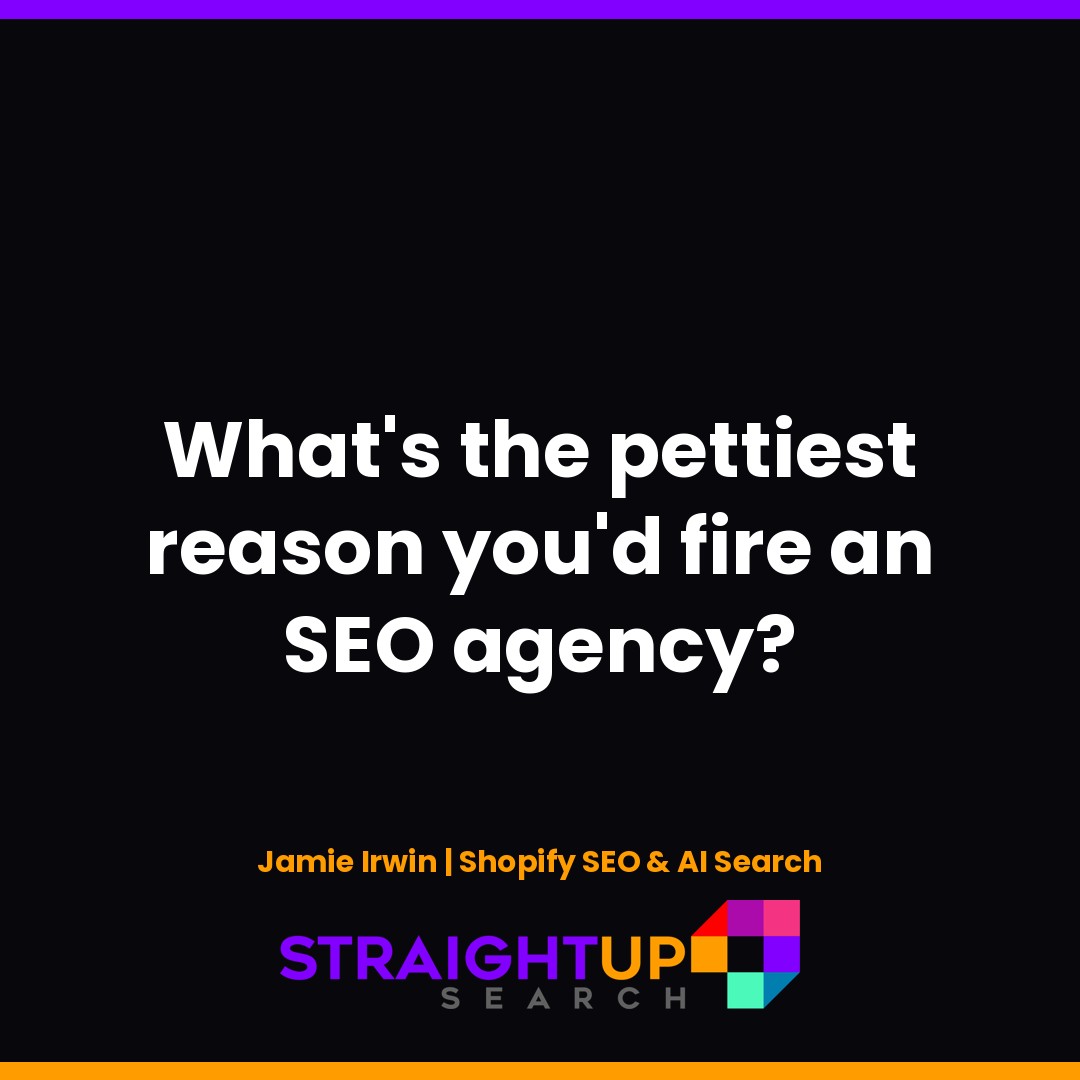 What's the pettiest
reason you'd fire an
SEO agency?
Jamie Irwin | Shopify SEO & AI Search
STRAIGHTUP
SEARCH